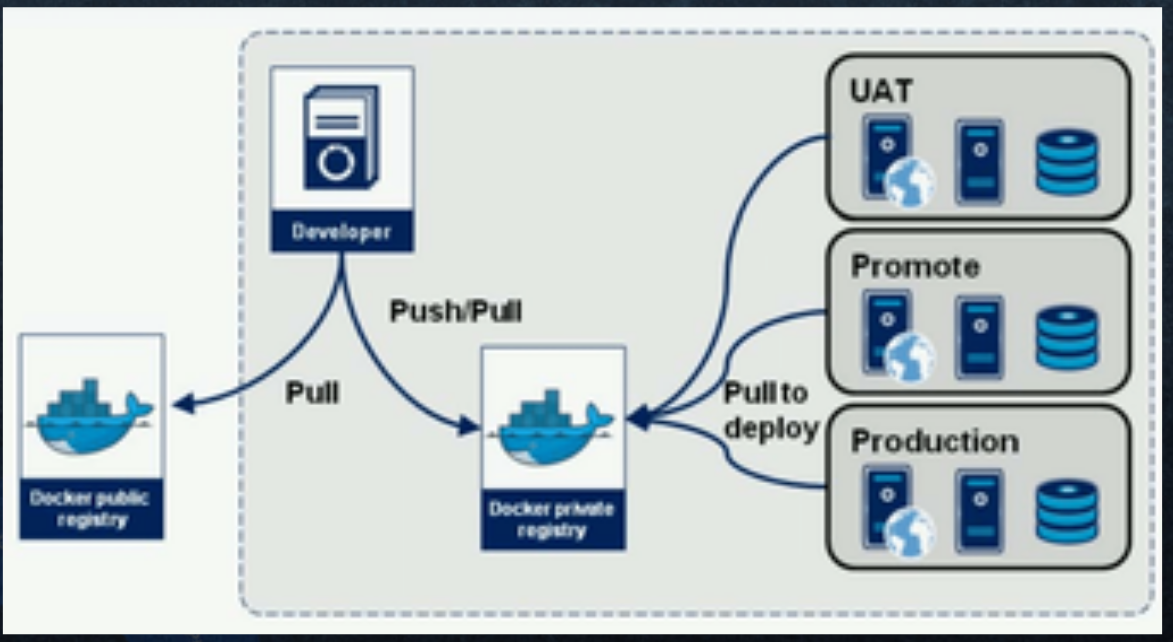 UAT
Developer
Promote
Push/Pull
Pull
Pull to
deploy
Production
Docker public
registry
Docker private
registry